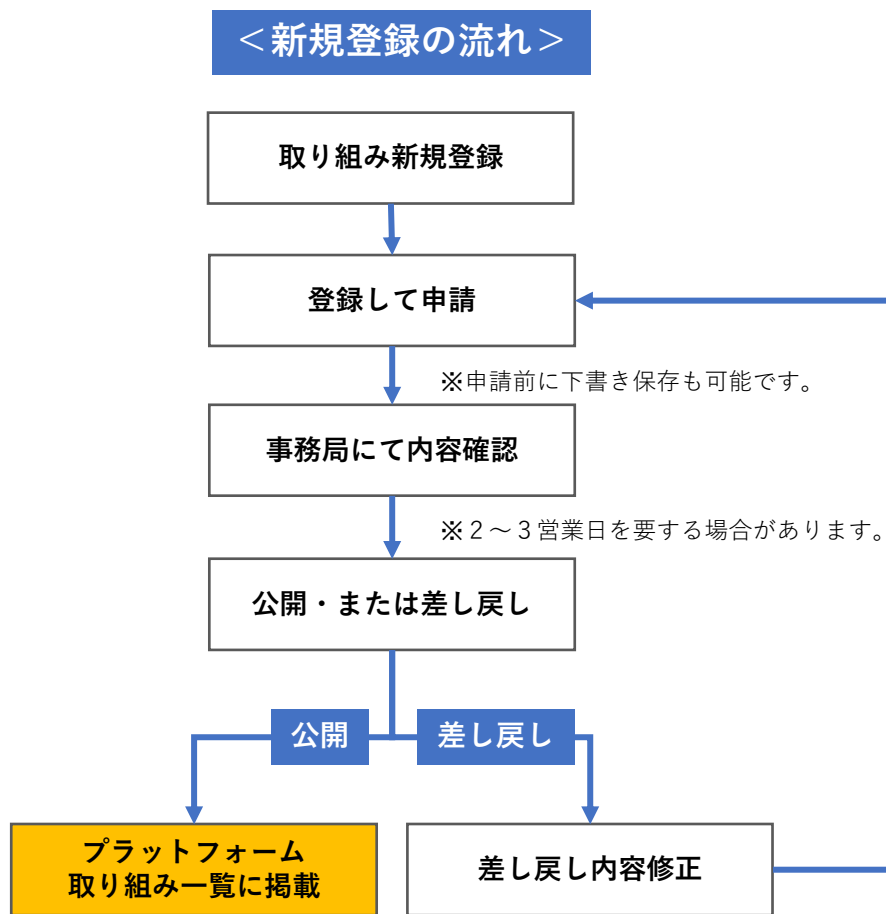 ＜新規登録の流れ＞
取り組み新規登録
登録して申請
※申請前に下書き保存も可能です。
事務局にて内容確認
※２～３営業日を要する場合があります。
公開・または差し戻し
公開
差し戻し
プラットフォーム
取り組み一覧に掲載
差し戻し内容修正